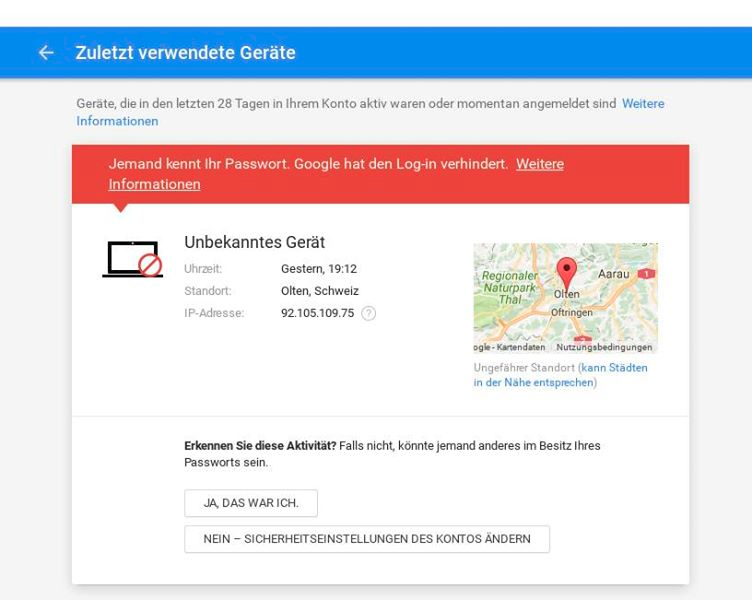 Zuletzt verwendete Geräte
Geräte, die in den letzten 28 Tagen in Ihrem Konto aktiv waren oder momentan angemeldet sind Weitere
Informationen
Jemand kennt Ihr Passwort. Google hat den Log-in verhindert. Weitere
Informationen
Unbekanntes Gerät
Uhrzeit: Gestern, 19:12
Standort: Olten, Schweiz
IP-Adresse: 92.105.109.75 ?
Regionaler
Naturpark
Thal
Aarau
1
Olten
Oftringen
2
ogle - Kartendaten Nutzungsbedingungen
Ungefährer Standort (kann Städten
in der Nähe entsprechen)
Erkennen Sie diese Aktivität? Falls nicht, könnte jemand anderes im Besitz Ihres
Passworts sein.
JA, DAS WAR ICH.
NEIN – SICHERHEITSEINSTELLUNGEN DES KONTOS ÄNDERN